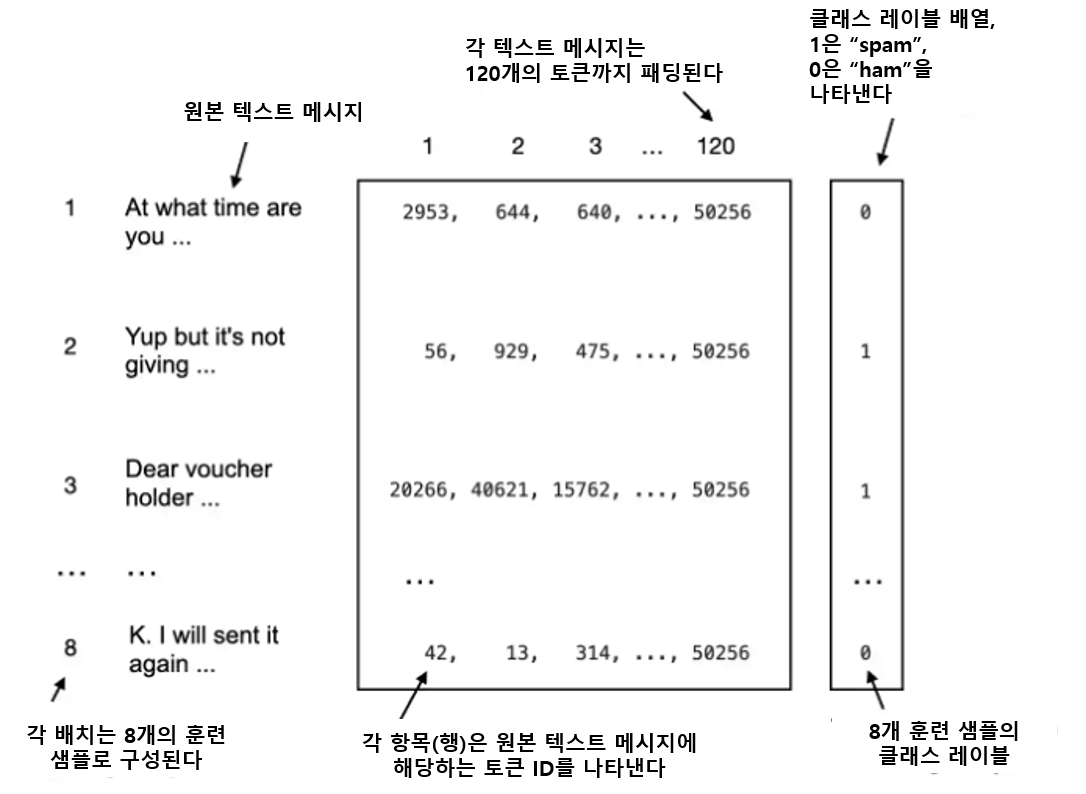 클래스 레이블 배열,
1은 “spam”,
0은 “ham”을
나타낸다
각 텍스트 메시지는
120개의 토큰까지 패딩된다
원본 텍스트 메시지
1 2 3 ... 120
1 At what time are 2953, 644, 640, ..., 50256 0
you ...
2 Yup but it's not 56, 929, 475, ..., 50256 1
giving ...
3 Dear voucher 20266, 40621, 15762, ..., 50256 1
holder ...
... ... ... ...
8 K. I will sent it 42, 13, 314, ..., 50256 0
again ...
각 배치는 8개의 훈련
샘플로 구성된다
각 항목(행)은 원본 텍스트 메시지에
해당하는 토큰 ID를 나타낸다
8개 훈련 샘플의
클래스 레이블